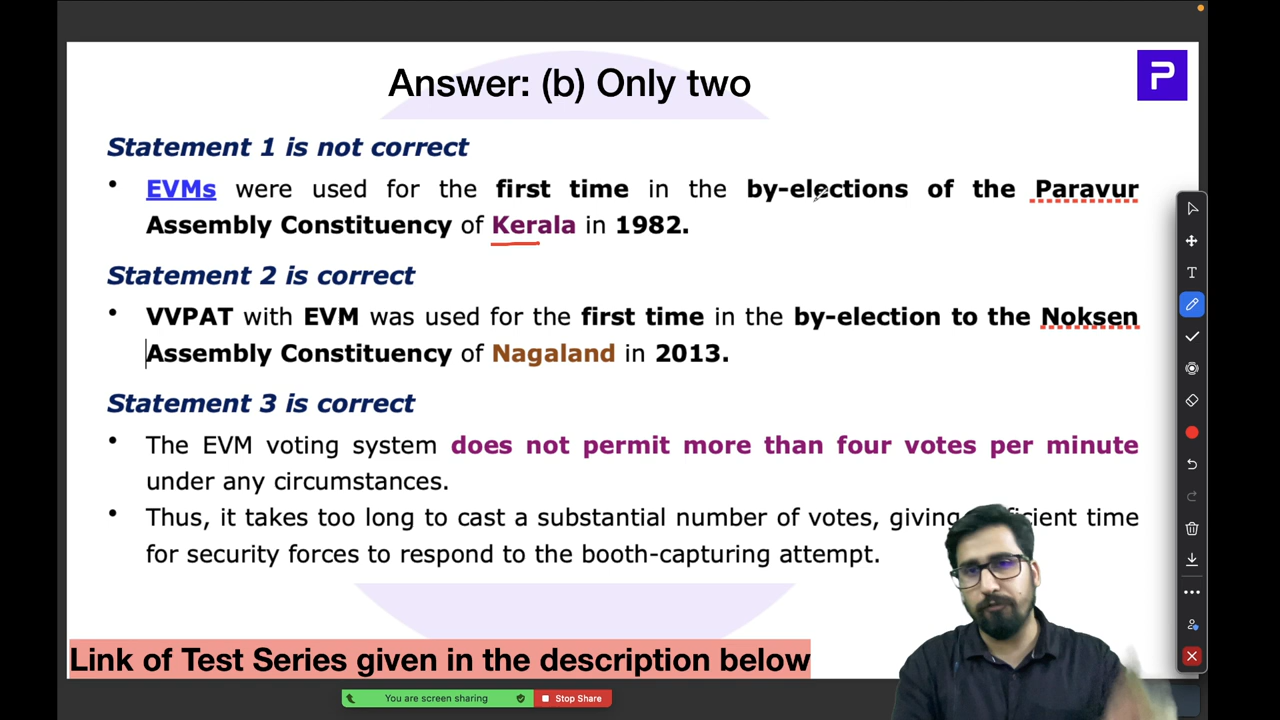 Answer: (b) Only two
P
Statement 1 is not correct
• EVMs were used for the first time in the by-elections of the Paravur
Assembly Constituency of Kerala in 1982.
Statement 2 is correct
• VVPAT with EVM was used for the first time in the by-election to the Noksen
Assembly Constituency of Nagaland in 2013.
Statement 3 is correct
• The EVM voting system does not permit more than four votes per minute
under any circumstances.
• Thus, it takes too long to cast a substantial number of votes, giving time
for security forces to respond to the booth-capturing attempt.
Link of Test Series given in the description below
You are screen sharing Stop Share
T